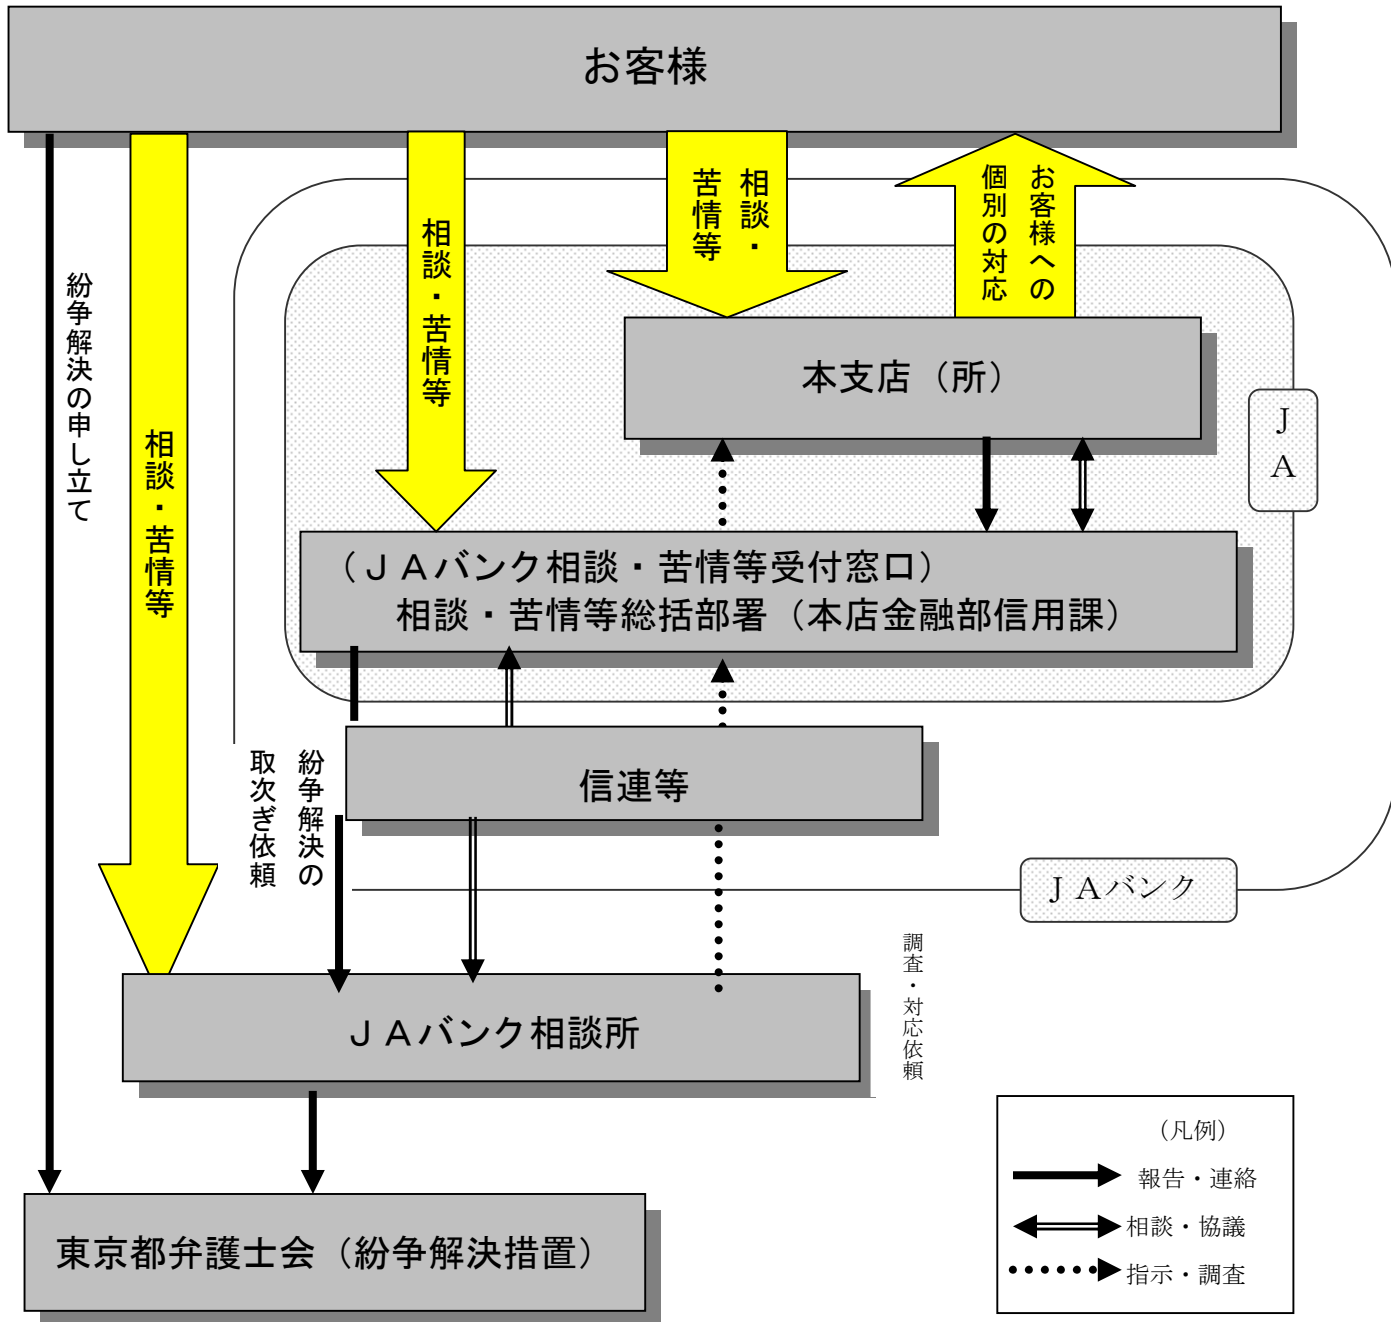 お客様
紛争解決の申し立て
相談・苦情等
相談・苦情等
相談・
苦情等
お客様への
個別の対応
本支店（所）
ＪＡ
（ＪＡバンク相談・苦情等受付窓口）
相談・苦情等総括部署（本店金融部信用課）
信連等
紛争解決の
取次ぎ依頼
ＪＡバンク
調査・対応依頼
ＪＡバンク相談所
東京都弁護士会（紛争解決措置）
（凡例）
報告・連絡
相談・協議
指示・調査